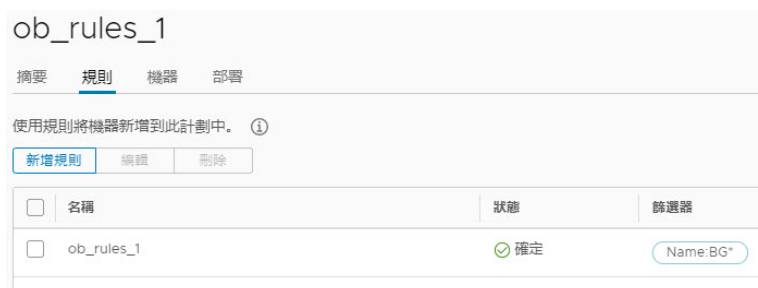 ob_rules_1
摘要 規則 機器 部署
使用規則將機器新增到此計劃中。
新增規則 編輯 刪除
名稱 狀態 篩選器
ob_rules_1 確定 Name:BG*